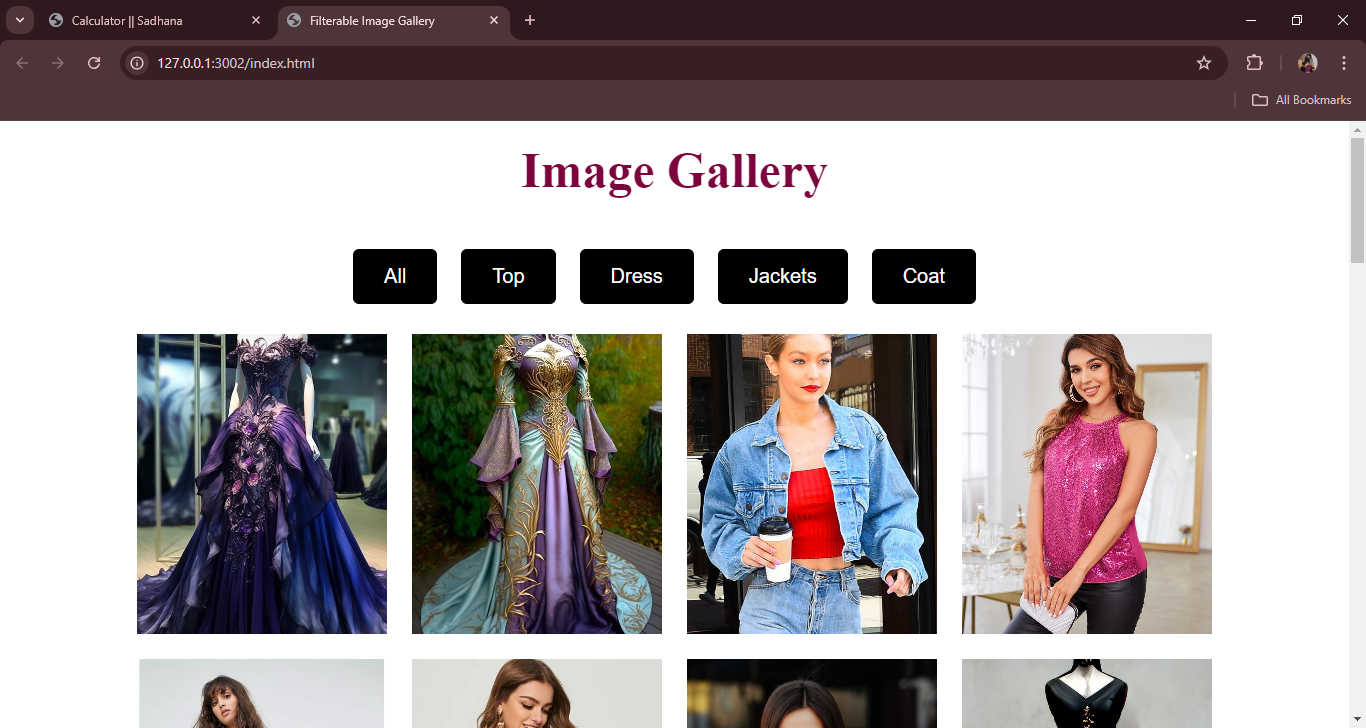 Calculator || Sadhana
Filterable Image Gallery
127.0.0.1:3002/index.html
All Bookmarks
Image Gallery
All
Top
Dress
Jackets
Coat